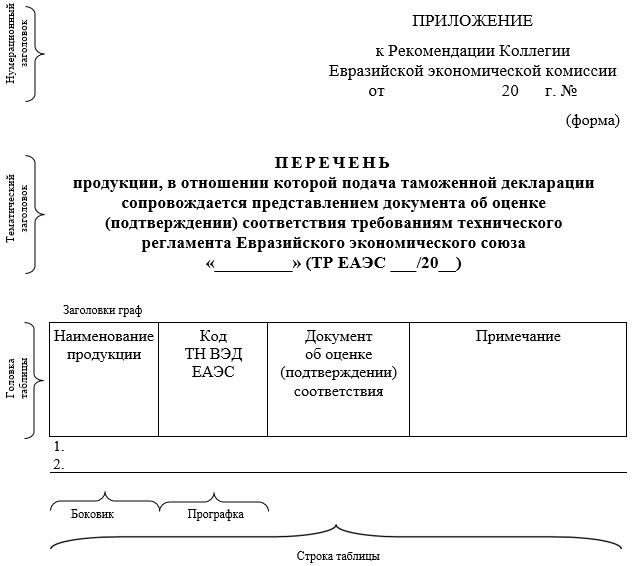 Нумерационный
заголовок
ПРИЛОЖЕНИЕ
к Рекомендации Коллегии
Евразийской экономической комиссии
от 20 г. №
(форма)
Тематический
заголовок
П Е Р Е Ч Е Н Ь
продукции, в отношении которой подача таможенной декларации
сопровождается представлением документа об оценке
(подтверждении) соответствия требованиям технического
регламента Евразийского экономического союза
«__________» (ТР ЕАЭС ___/20__)
Заголовки граф
Головка
таблицы
Наименование
продукции
Код
ТН ВЭД
ЕАЭС
Документ
об оценке
(подтверждении)
соответствия
Примечание
1.
2.
Боковик
Прографка
Строка таблицы